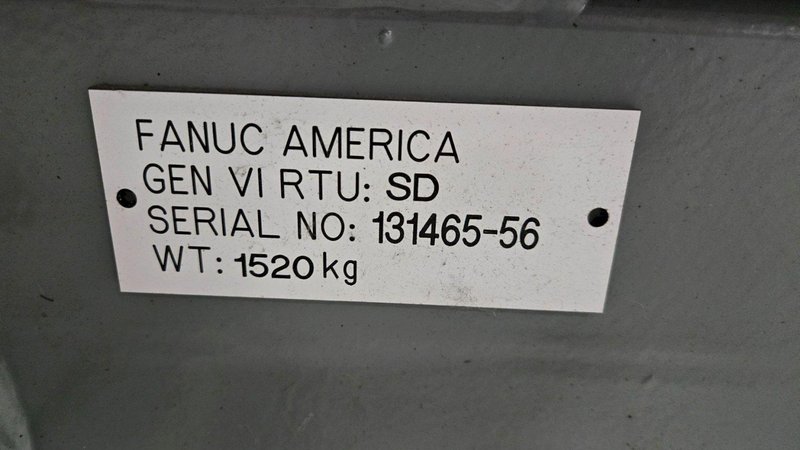 FANUC AMERICA
GEN VI RTU: SD
SERIAL NO: 131465-56
WT: 1520 kg